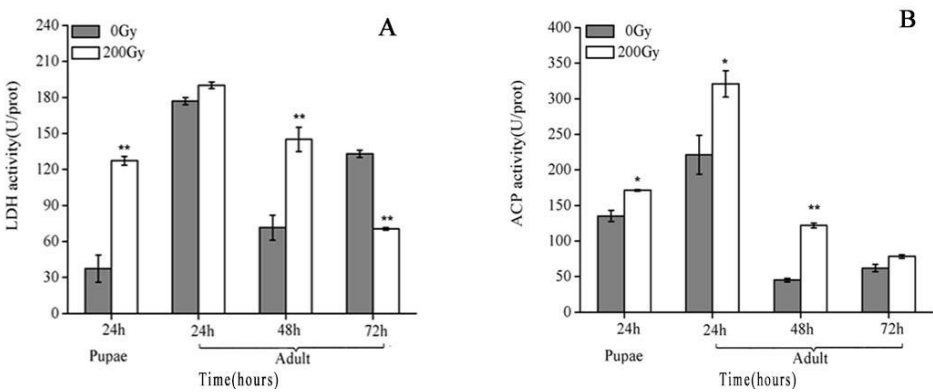 A
0Gy
200Gy
LDH activity(U/prot)
240
210
180
150
120
90
60
30
0
**
**
**
24h
24h
48h
72h
Pupae
Adult
Time(hours)
B
0Gy
200Gy
ACP activity(U/prot)
400
350
300
250
200
150
100
50
0
*
*
**
24h
24h
48h
72h
Pupae
Adult
Time(hours)